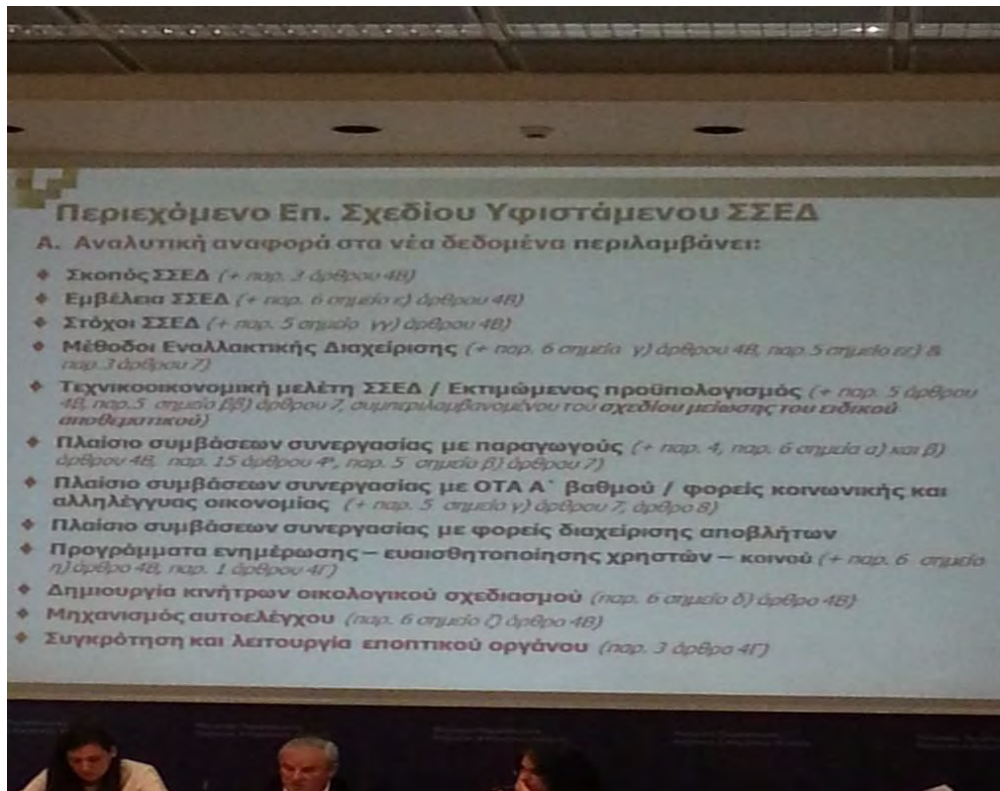 Περιεχόμενο Επ. Σχεδίου Υφιστάμενου ΣΣΕΔ
Α. Αναλυτική αναφορά στα νέα δεδομένα περιλαμβάνει:
❖ Σκοπός ΣΣΕΔ (+ παρ. 3 άρθρου 4Β)
❖ Εμβέλεια ΣΣΕΔ (+ παρ. 6 σημείο ε) άρθρου 4Β)
❖ Στόχοι ΣΣΕΔ (+ παρ. 5 σημείο γγ) άρθρου 4Β)
❖ Μέθοδοι Εναλλακτικής Διαχείρισης (+ παρ. 6 σημεία γ) άρθρου 4Β, παρ.5 σημείο εε) &
παρ.3 άρθρου 7)
❖ Τεχνικοοικονομική μελέτη ΣΣΕΔ / Εκτιμώμενος προϋπολογισμός (+ παρ. 5 άρθρου
4Β, παρ.5 σημείο ββ) άρθρου 7, συμπεριλαμβανομένου του σχεδίου μείωσης του ειδικού
αποθεματικού)
❖ Πλαίσιο συμβάσεων συνεργασίας με παραγωγούς (+ παρ. 4, παρ. 6 σημεία α) και β)
άρθρου 4Β, παρ. 15 άρθρου παρ. 5 σημείο β) άρθρου 7)
❖ Πλαίσιο συμβάσεων συνεργασίας με ΟΤΑ Α΄ βαθμού / φορείς κοινωνικής και
αλληλέγγυας οικονομίας (+ παρ. 5 σημείο γ) άρθρου 7, άρθρο 8)
❖ Πλαίσιο συμβάσεων συνεργασίας με φορείς διαχείρισης αποβλήτων
❖ Προγράμματα ενημέρωσης – ευαισθητοποίησης χρηστών – κοινού (+ παρ. 6 σημείο
η) άρθρο 4Β, παρ. 1 άρθρου 4Γ)
❖ Δημιουργία κινήτρων οικολογικού σχεδιασμού (παρ. 6 σημείο δ) άρθρο 4Β)
❖ Μηχανισμός αυτοελέγχου (παρ. 6 σημείο ζ) άρθρο 4Β)
❖ Συγκρότηση και λειτουργία εποπτικού οργάνου (παρ. 3 άρθρο 4Γ)